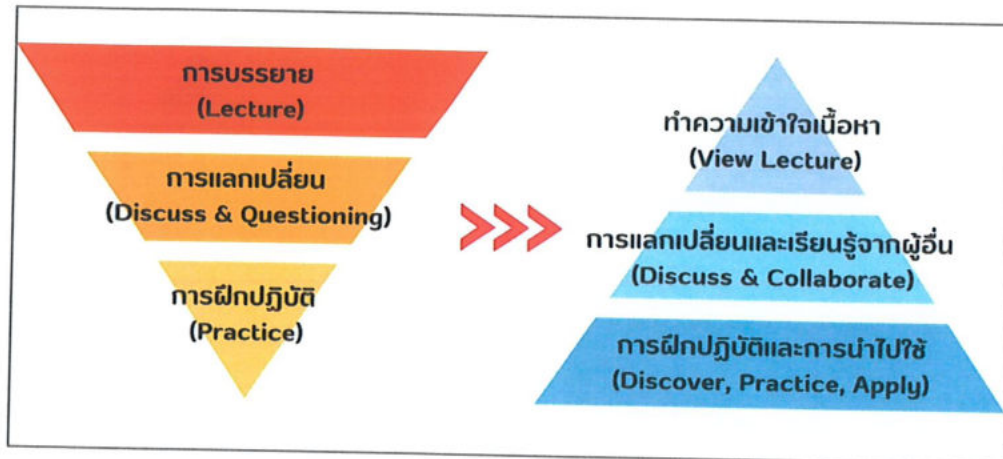 การบรรยาย
(Lecture)
การแลกเปลี่ยน
(Discuss & Questioning)
การฝึกปฏิบัติ
(Practice)
ทำความเข้าใจเนื้อหา
(View Lecture)
การแลกเปลี่ยนและเรียนรู้จากผู้อื่น
(Discuss & Collaborate)
การฝึกปฏิบัติและการนำไปใช้
(Discover, Practice, Apply)